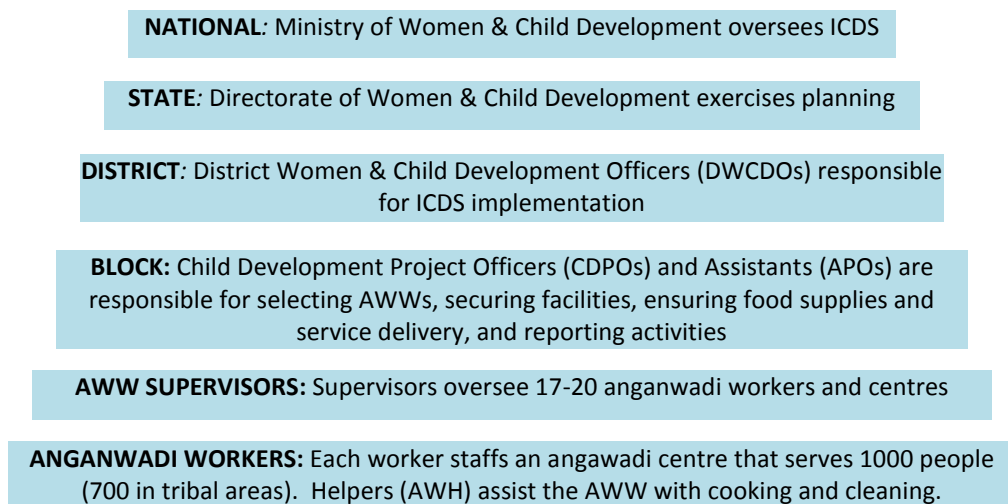 NATIONAL: Ministry of Women & Child Development oversees ICDS
STATE: Directorate of Women & Child Development exercises planning
DISTRICT: District Women & Child Development Officers (DWCDOs) responsible
for ICDS implementation
BLOCK: Child Development Project Officers (CDPOs) and Assistants (APOs) are
responsible for selecting AWWs, securing facilities, ensuring food supplies and
service delivery, and reporting activities
AWW SUPERVISORS: Supervisors oversee 17-20 anganwadi workers and centres
ANGANWADI WORKERS: Each worker staffs an angawadi centre that serves 1000 people
(700 in tribal areas). Helpers (AWH) assist the AWW with cooking and cleaning.